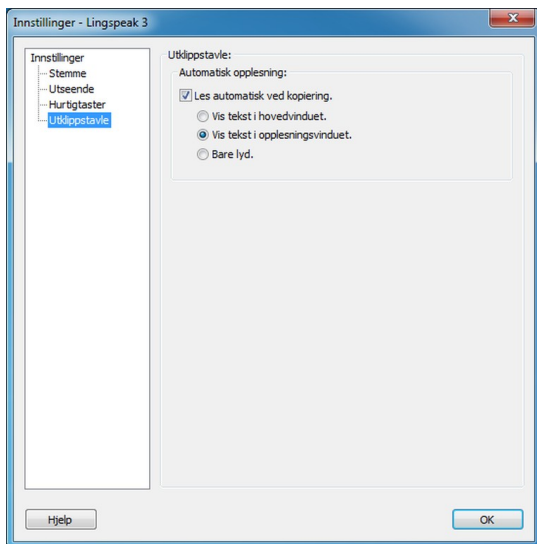 Innstillinger - Lingspeak 3
Innstillinger
Stemme
Utseende
Hurtigtaster
Utklippstavle
Utklippstavle:
Automatisk opplesning:
Les automatisk ved kopiering.
Vis tekst i hovedvinduet.
Vis tekst i opplesningsvinduet.
Bare lyd.
Hjelp
OK